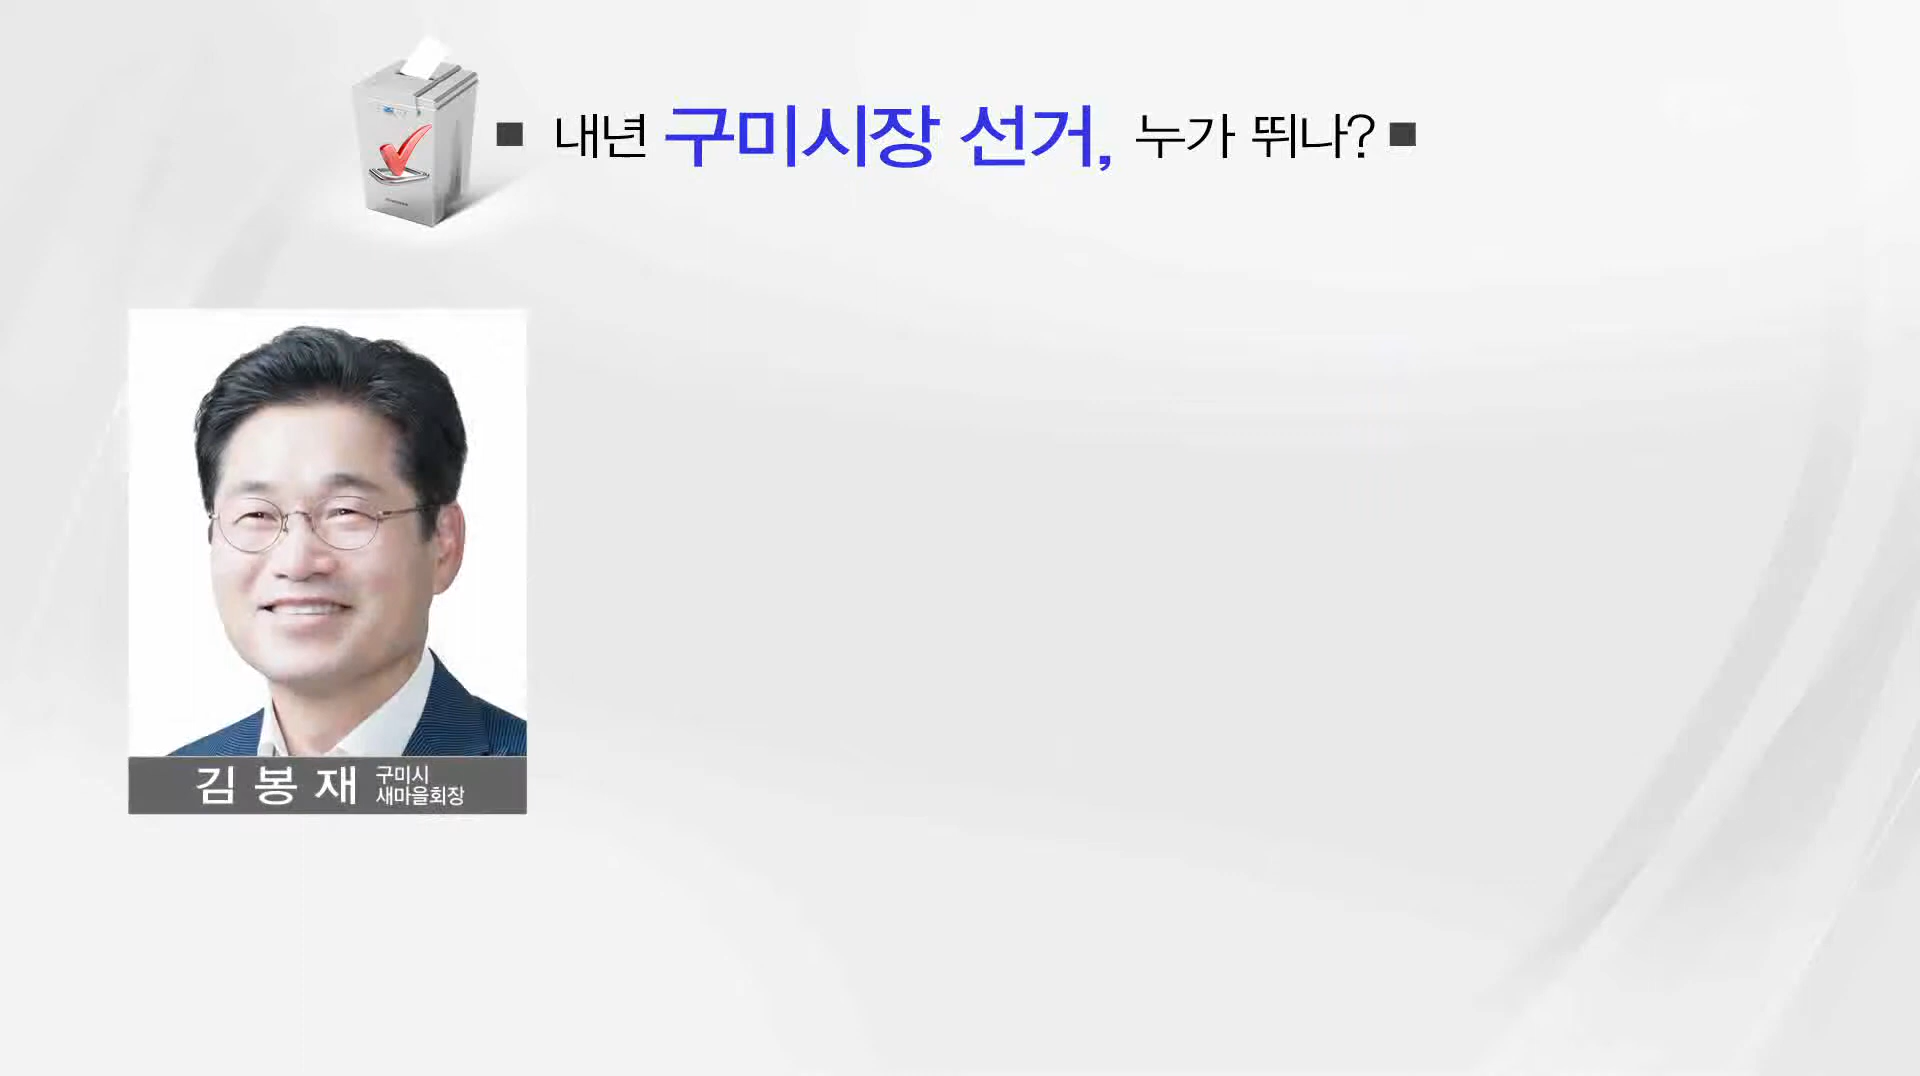 ■ 내년 구미시장 선거, 누가 뛰나? ■
김봉재 구미시
새마을회장